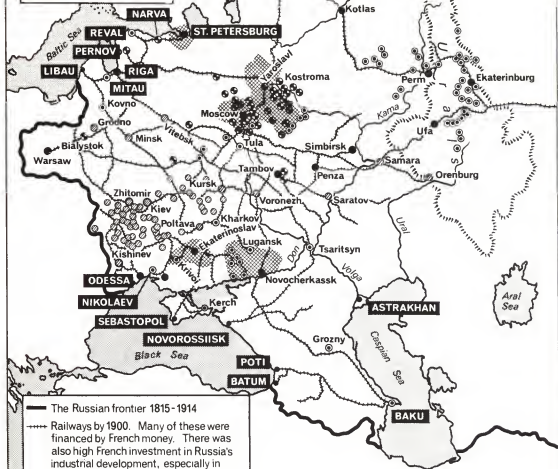 Kotlas
NARVA
Baltic Sea
REVAL
ST. PETERSBURG
PERNOV
LIBAU
RIGA
MITAU
Yaroslavl
Kostroma
Perm
Ekaterinburg
Ural
Kovno
Moscow
Kama
Grodno
Vitebsk
Ufa
Bialystok
Minsk
Tula
Simbirsk
Warsaw
Samara
Tambov
Penza
Orenburg
Zhitomir
Kursk
Voronezh
Saratov
Kiev
Poltava
Kharkov
Ural
Ekaterinoslav
Lugansk
Kishinev
Krivoi
Don
Tsaritsyn
Volga
ODESSA
Novocherkassk
NIKOLAEV
Aral
Sea
Kerch
ASTRAKHAN
SEBASTOPOL
NOVOROSSIISK
Grozny
Caspian Sea
Black Sea
POTI
BATUM
BAKU
The Russian frontier 1815-1914
Railways by 1900. Many of these were
financed by French money. There was
also high French investment in Russia's
industrial development, especially in